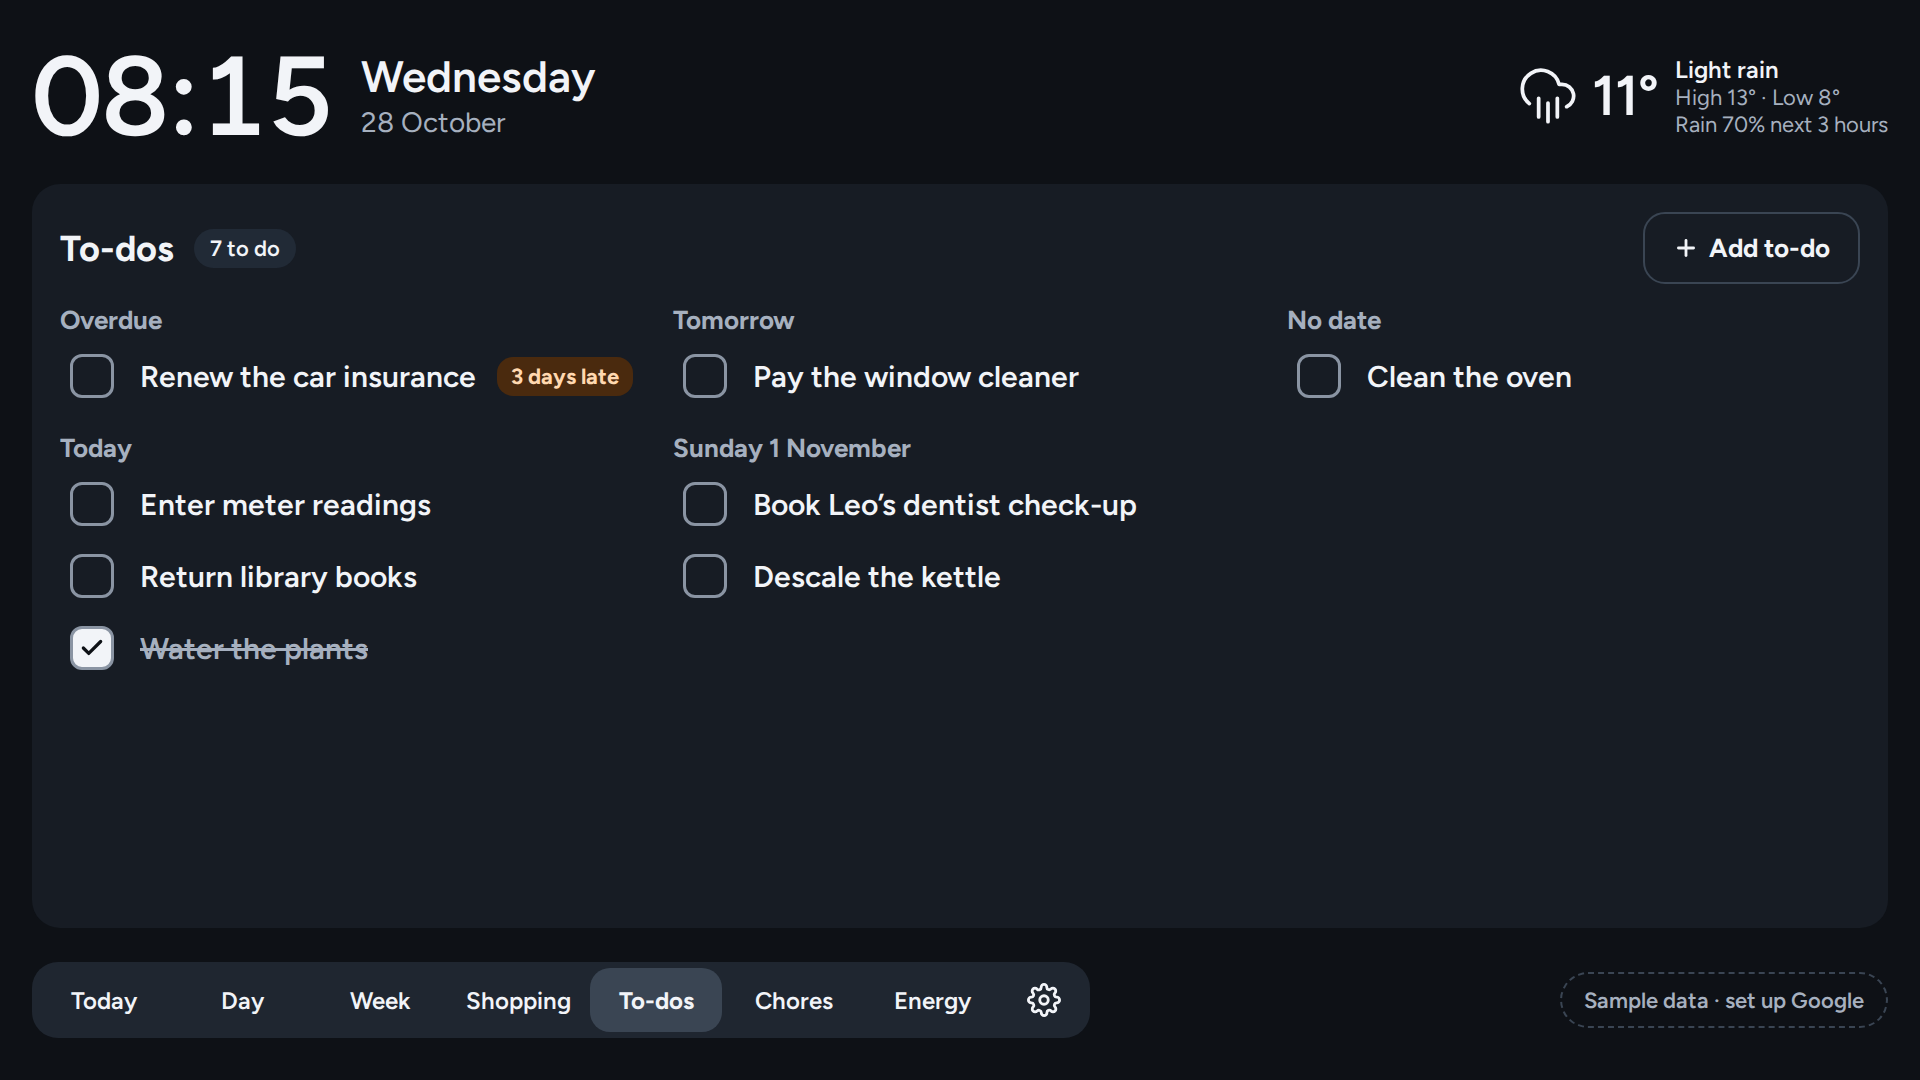 08:15
Wednesday
28 October
11°
Light rain
High 13° · Low 8°
Rain 70% next 3 hours
To-dos
7 to do
+ Add to-do
Overdue
Renew the car insurance
3 days late
Today
Enter meter readings
Return library books
Water the plants
Tomorrow
Pay the window cleaner
Sunday 1 November
Book Leo’s dentist check-up
Descale the kettle
No date
Clean the oven
Today
Day
Week
Shopping
To-dos
Chores
Energy
Sample data · set up Google